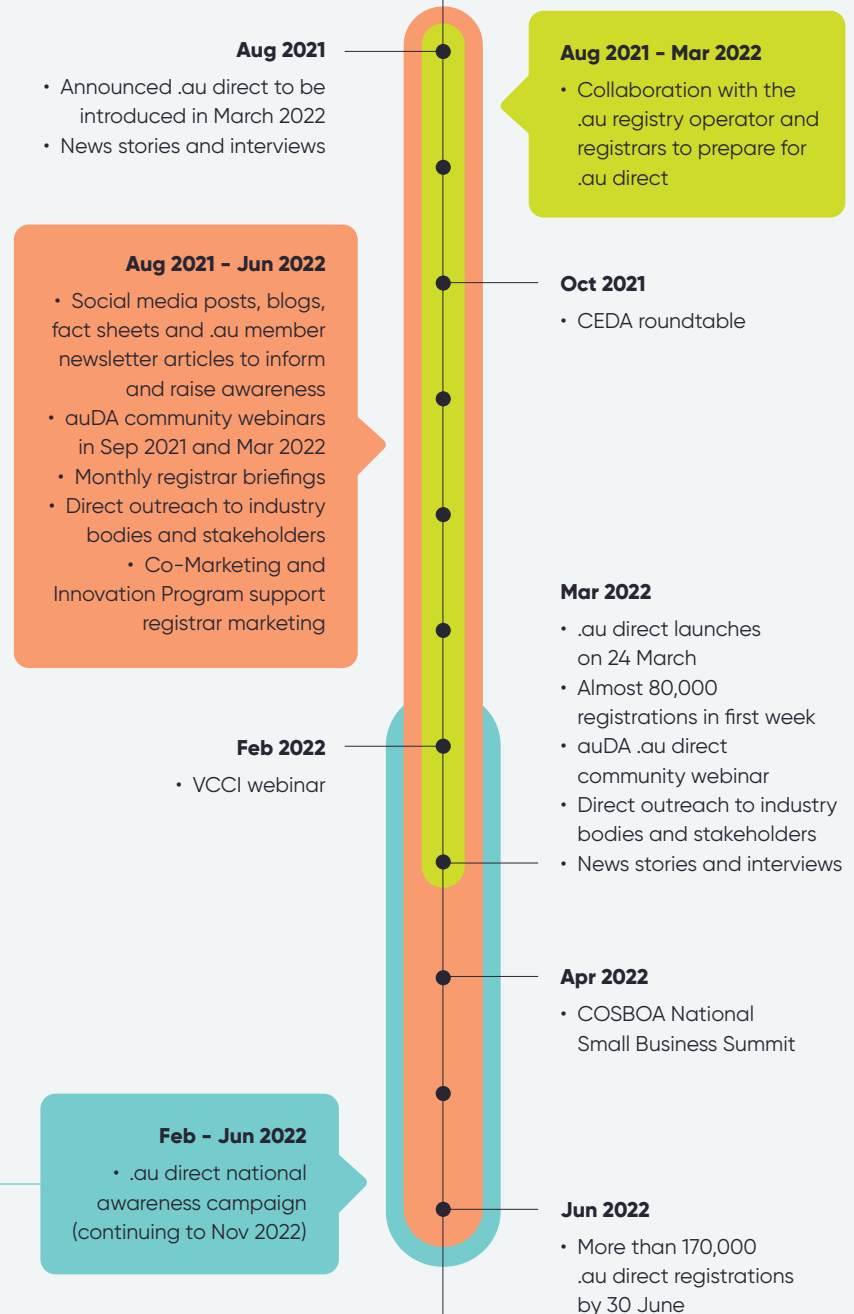 Aug 2021
• Announced .au direct to be
introduced in March 2022
• News stories and interviews
Aug 2021 - Mar 2022
• Collaboration with the
.au registry operator and
registrars to prepare for
.au direct
Aug 2021 - Jun 2022
• Social media posts, blogs,
fact sheets and .au member
newsletter articles to inform
and raise awareness
• auDA community webinars
in Sep 2021 and Mar 2022
• Monthly registrar briefings
• Direct outreach to industry
bodies and stakeholders
• Co-Marketing and
Innovation Program support
registrar marketing
Oct 2021
• CEDA roundtable
Feb 2022
• VCCI webinar
Mar 2022
• .au direct launches
on 24 March
• Almost 80,000
registrations in first week
• auDA .au direct
community webinar
• Direct outreach to industry
bodies and stakeholders
• News stories and interviews
Apr 2022
• COSBOA National
Small Business Summit
Feb - Jun 2022
• .au direct national
awareness campaign
(continuing to Nov 2022)
Jun 2022
• More than 170,000
.au direct registrations
by 30 June